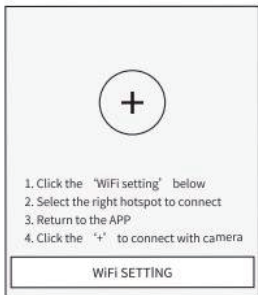 +
1. Click the ‘WiFi setting’ below
2. Select the right hotspot to connect
3. Return to the APP
4. Click the ‘+’ to connect with camera
WiFi SETTING